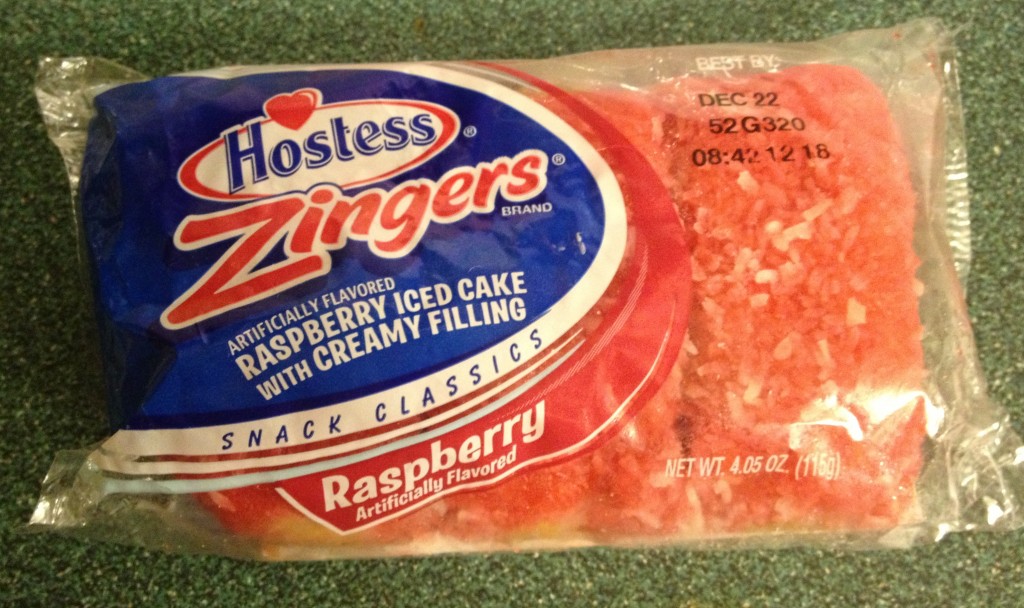 Hostess®
Zingers®
BRAND
ARTIFICIALLY FLAVORED
RASPBERRY ICED CAKE
WITH CREAMY FILLING
SNACK CLASSICS
Raspberry
Artificially Flavored
BEST BY:
DEC 22
52G320
08:42 12 18
NET WT. 4.05 OZ. (115g)